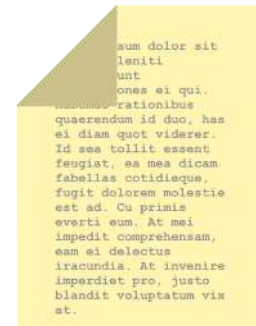 sum dolor sit
leniti
unt
ones ei qui.
rationibus
quaerendum id duo, has
ei diam quot viderer.
Id sea tollit essent
feugiat, ea mea dicam
fabellas cotidieque,
fugit dolorem molestie
est ad. Cu primis
everti eum. At mei
impedit comprehensam,
eam ei delectus
iracundia. At invenire
imperdiet pro, justo
blandit voluptatum vix
at.